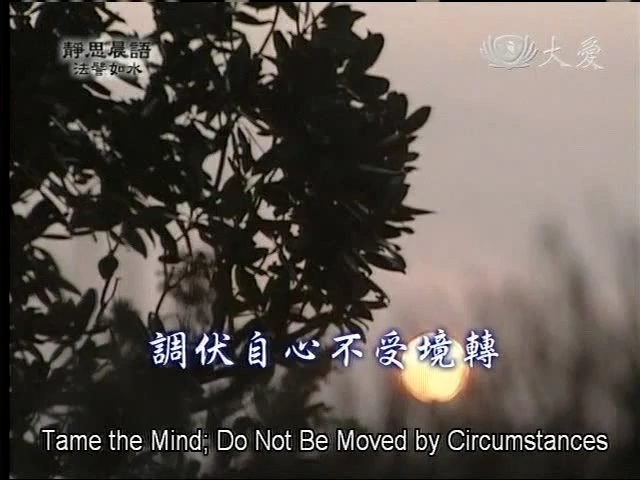 靜思晨語
法譬如水
大愛
調伏自心不受境轉
Tame the Mind; Do Not Be Moved by Circumstances